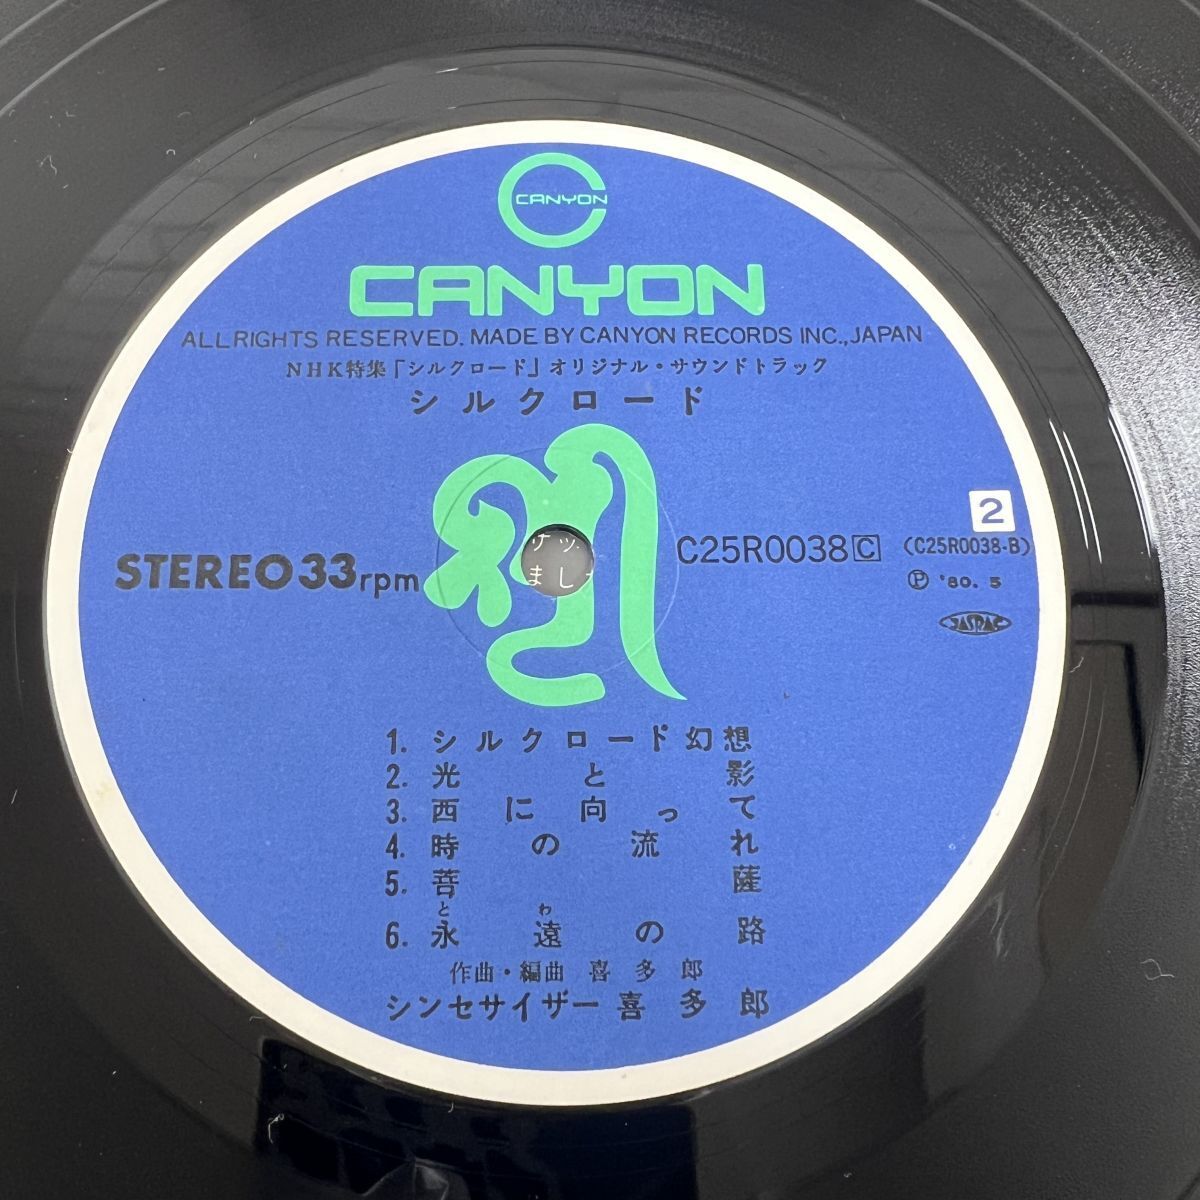 CANYON
CANYON
ALL RIGHTS RESERVED. MADE BY CANYON RECORDS INC., JAPAN
NHK特集「シルクロード」オリジナル・サウンドトラック
シルクロード
2
STEREO 33rpm
C25R0038 C
(C25R0038-B)
Ⓟ '80. 5
JASRAC
1. シルクロード幻想
2. 光と影
3. 西に向って
4. 時の流れ
5. 菩薩
とわ
6. 永遠の路
作曲・編曲 喜多郎
シンセサイザー 喜多郎